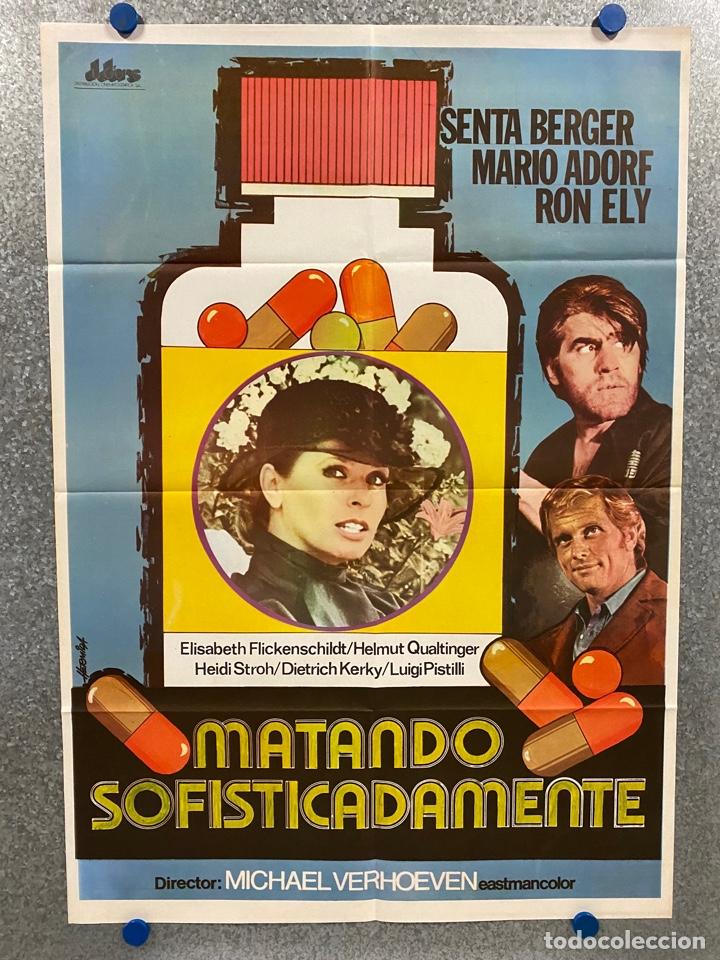 SENTA BERGER
MARIO ADORF
RON ELY
Elisabeth Flickenschildt/Helmut Qualtinger
Heidi Stroh/Dietrich Kerky/Luigi Pistilli
MATANDO
SOFISTICADAMENTE
Director: MICHAEL VERHOEVEN eastmancolor
todocoleccion